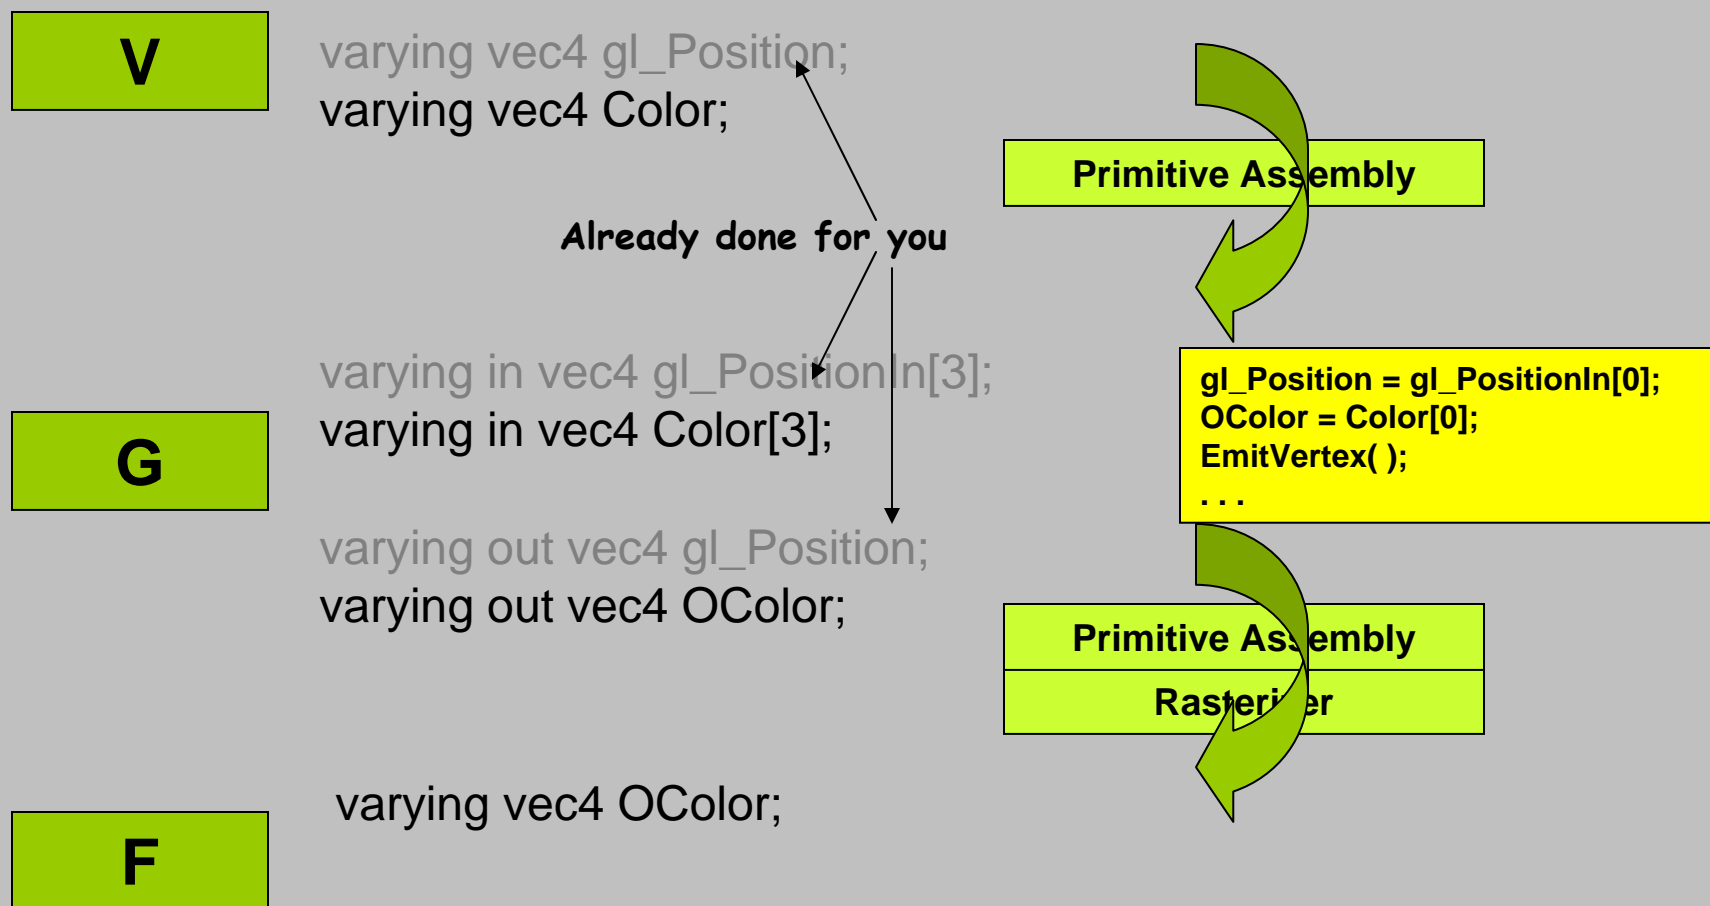 V
varying vec4 gl_Position;
varying vec4 Color;
Primitive Assembly
Already done for you
G
varying in vec4 gl_PositionIn[3];
varying in vec4 Color[3];
varying out vec4 gl_Position;
varying out vec4 OColor;
gl_Position = gl_PositionIn[0];
OColor = Color[0];
EmitVertex( );
. . .
Primitive Assembly
Rasterizer
F
varying vec4 OColor;